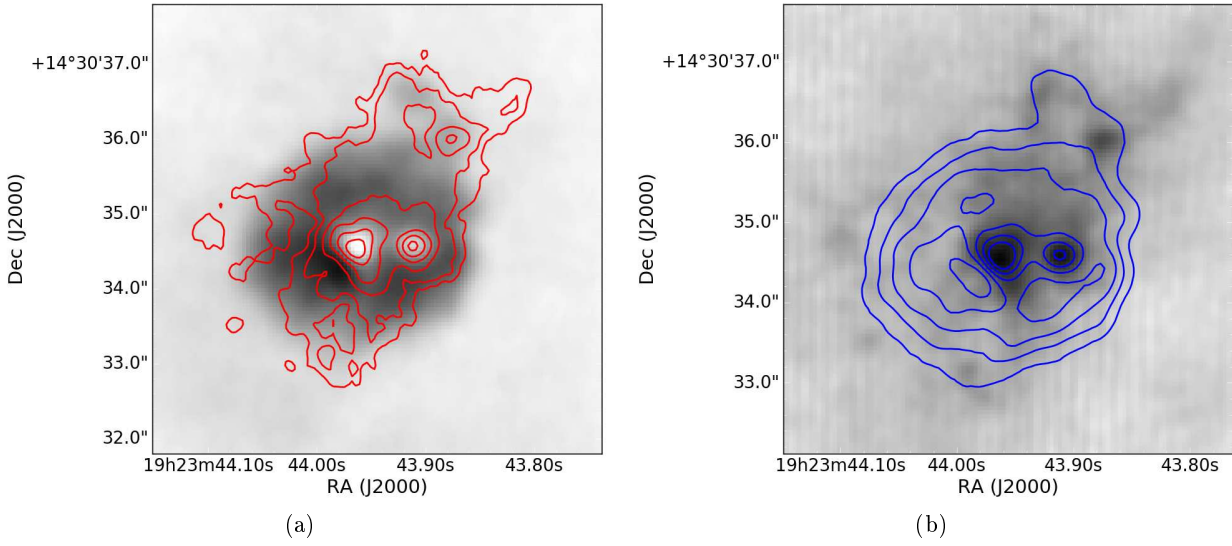 +14°30'37.0"
36.0"
35.0"
34.0"
33.0"
32.0"
Dec (J2000)
19h23m44.10s 44.00s 43.90s 43.80s
RA (J2000)
(a)
+14°30'37.0"
36.0"
35.0"
34.0"
33.0"
Dec (J2000)
19h23m44.10s 44.00s 43.90s 43.80s
RA (J2000)
(b)